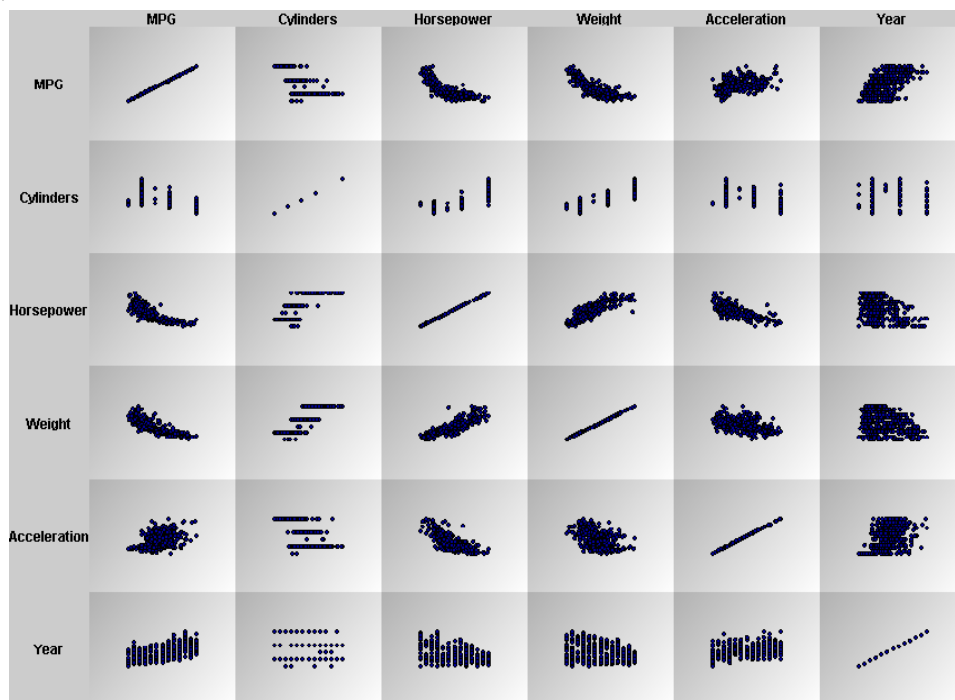 MPG Cylinders Horsepower Weight Acceleration Year
MPG
Cylinders
Horsepower
Weight
Acceleration
Year